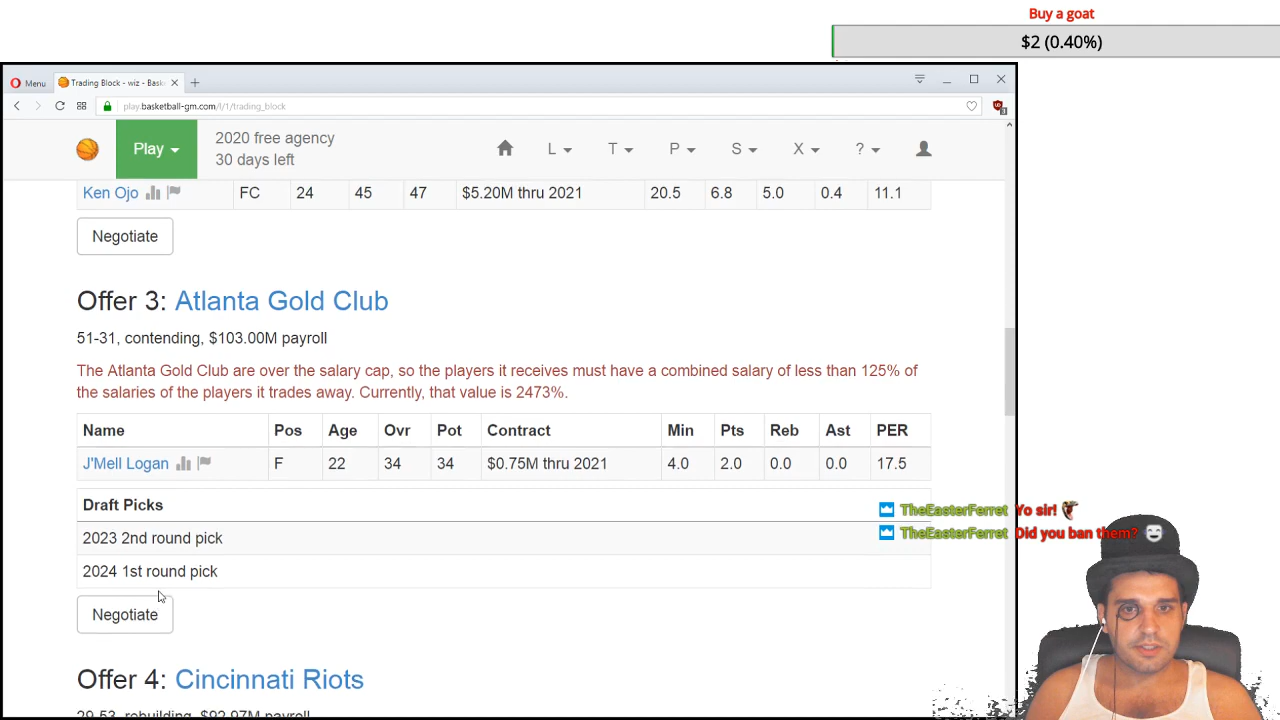 Buy a goat
$2 (0.40%)
Menu
Trading Block - wiz - Bask
play.basketball-gm.com/l/1/trading_block
Play
2020 free agency
30 days left
L T P S X ?
Ken Ojo FC 24 45 47 $5.20M thru 2021 20.5 6.8 5.0 0.4 11.1
Negotiate
Offer 3: Atlanta Gold Club
51-31, contending, $103.00M payroll
The Atlanta Gold Club are over the salary cap, so the players it receives must have a combined salary of less than 125% of
the salaries of the players it trades away. Currently, that value is 2473%.
Name Pos Age Ovr Pot Contract Min Pts Reb Ast PER
J'Mell Logan F 22 34 34 $0.75M thru 2021 4.0 2.0 0.0 0.0 17.5
Draft Picks
TheEasterFerret Yo sir!
2023 2nd round pick
TheEasterFerret Did you ban them?
2024 1st round pick
Negotiate
Offer 4: Cincinnati Riots
29-53, rebuilding, $92.97M payroll